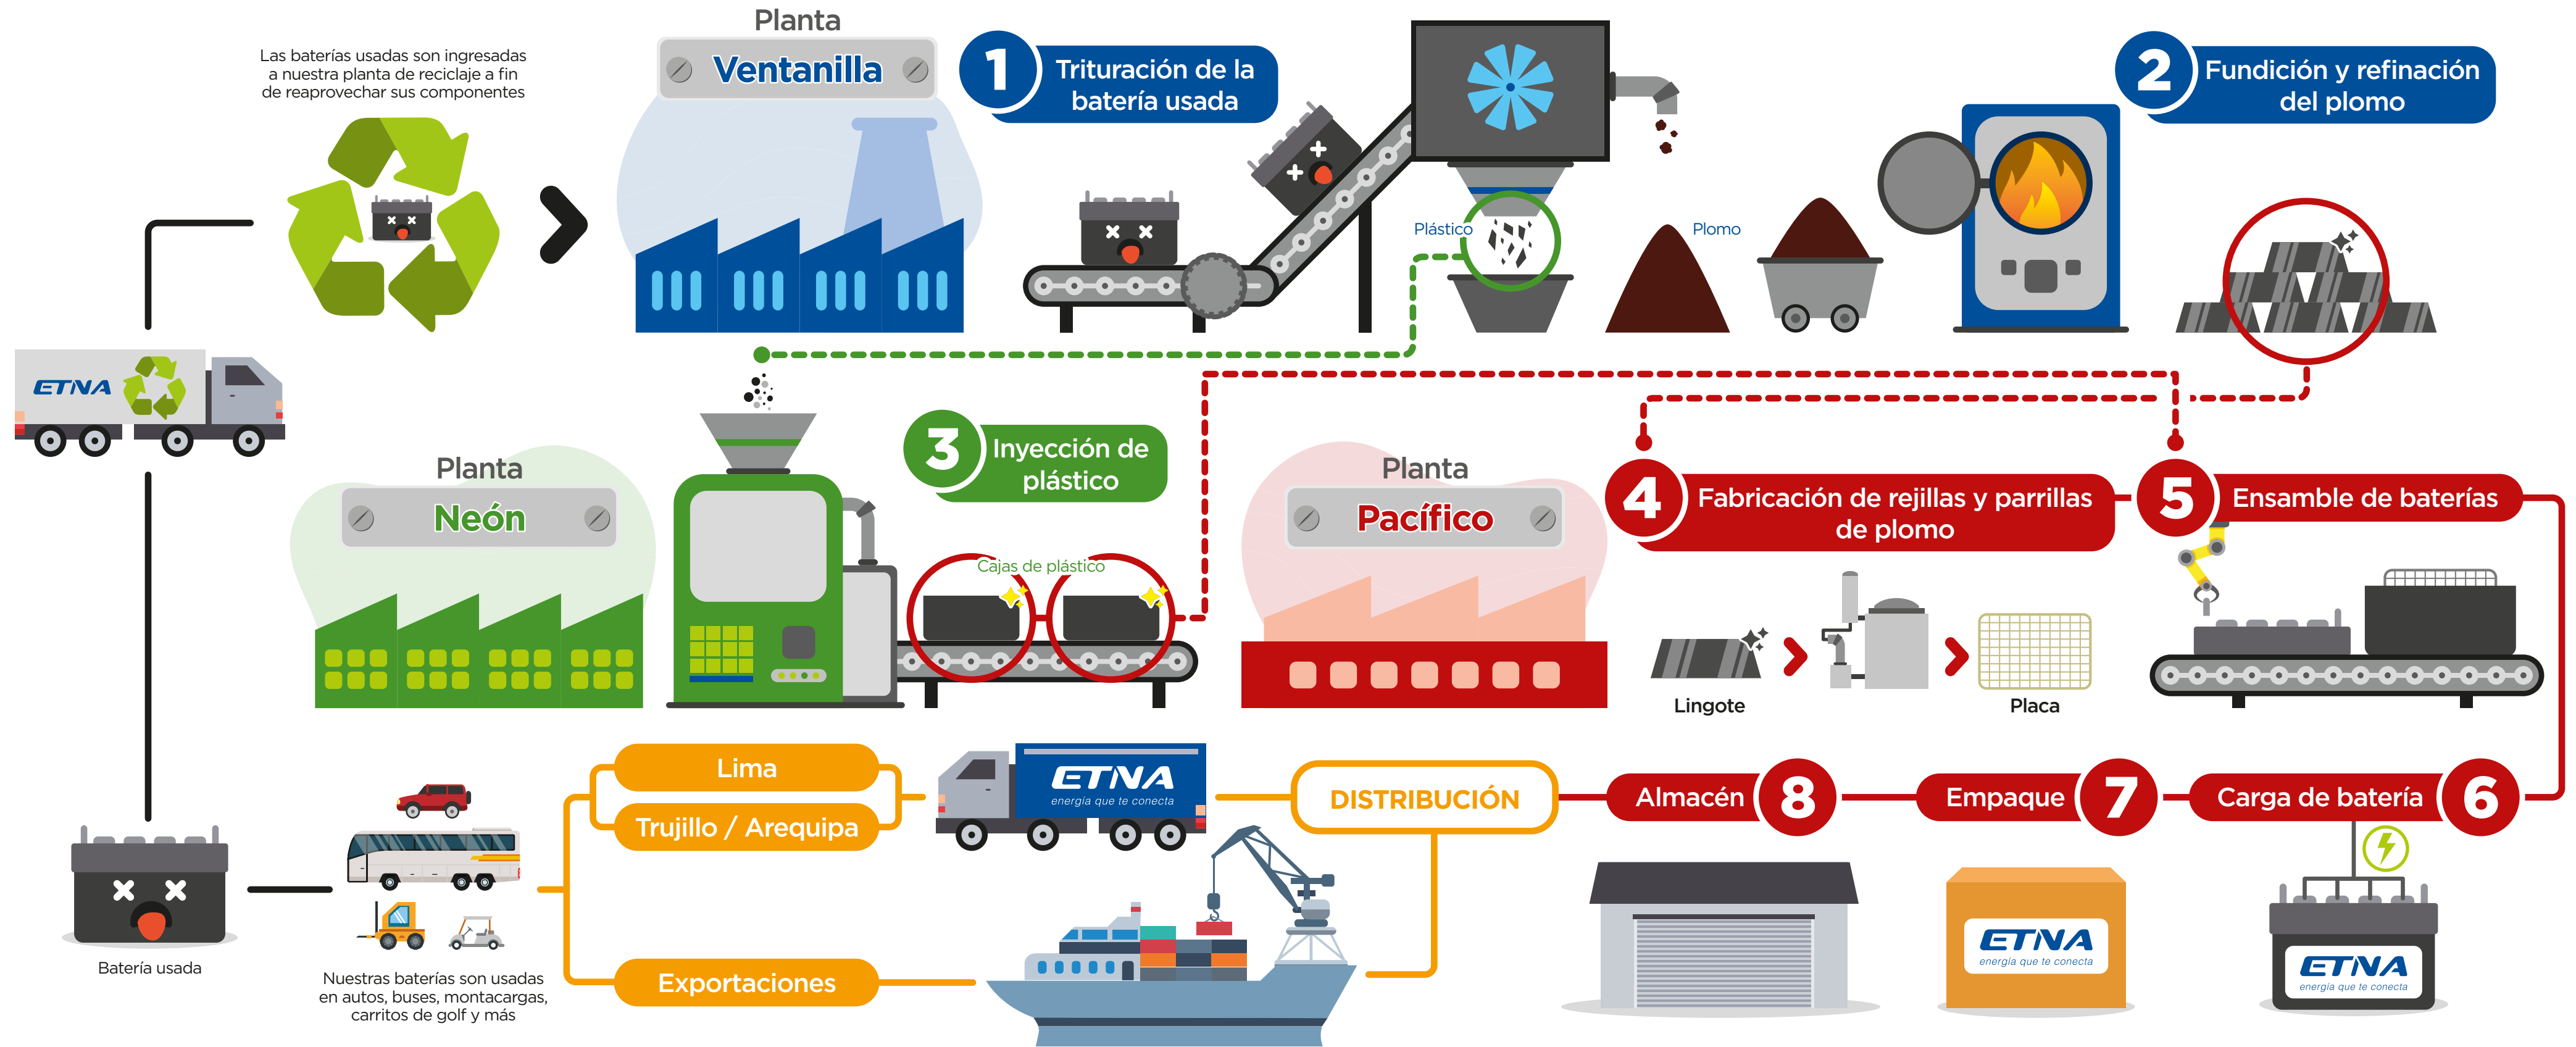 Las baterías usadas son ingresadas
a nuestra planta de reciclaje a fin
de reaprovechar sus componentes
Planta
Ventanilla
1
Trituración de la
batería usada
Plástico
Plomo
2
Fundición y refinación
del plomo
ETNA
Planta
Neón
3
Inyección de
plástico
Cajas de plástico
Planta
Pacífico
4
Fabricación de rejillas y parrillas
de plomo
Lingote
Placa
5
Ensamble de baterías
Carga de batería
6
ETNA
energía que te conecta
Empaque
7
ETNA
energía que te conecta
Almacén
8
DISTRIBUCIÓN
ETNA
energía que te conecta
Lima
Trujillo / Arequipa
Exportaciones
Nuestras baterías son usadas
en autos, buses, montacargas,
carritos de golf y más
Batería usada